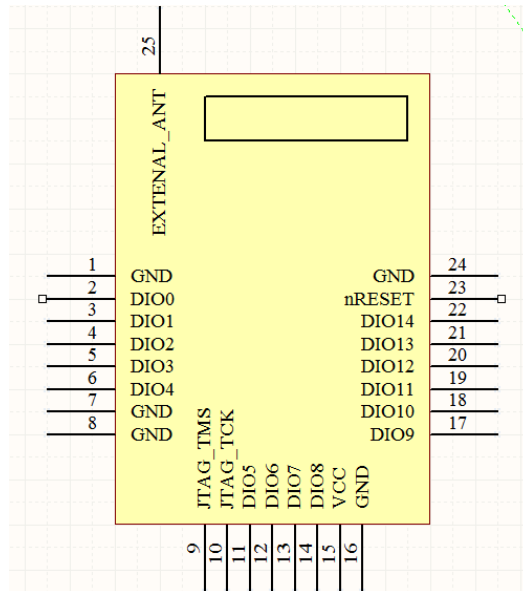 25
EXTENAL_ANT
1 GND GND 24
2 DIO0 nRESET 23
3 DIO1 DIO14 22
4 DIO2 DIO13 21
5 DIO3 DIO12 20
6 DIO4 DIO11 19
7 GND DIO10 18
8 GND DIO9 17
JTAG_TMS
JTAG_TCK
DIO5
DIO6
DIO7
DIO8
VCC
GND
9
10
11
12
13
14
15
16